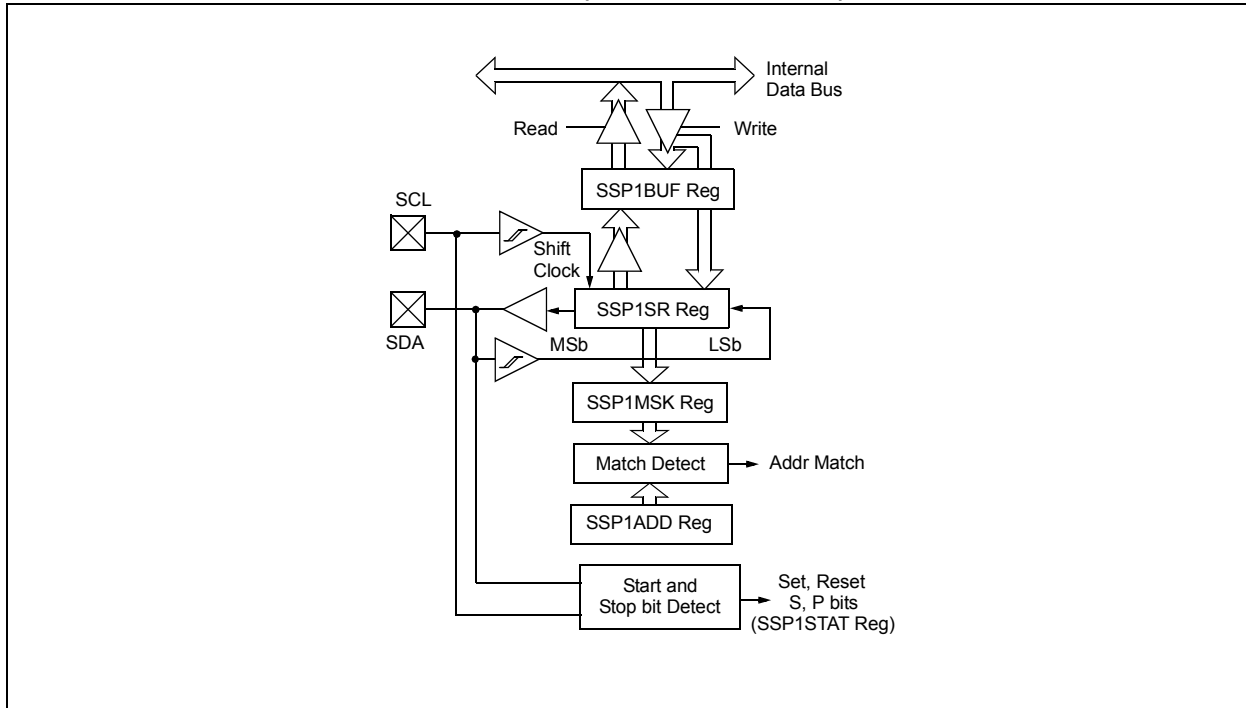 Internal
Data Bus
Read
Write
SSP1BUF Reg
SCL
Shift
Clock
SSP1SR Reg
SDA
MSb
LSb
SSP1MSK Reg
Match Detect
Addr Match
SSP1ADD Reg
Start and
Stop bit Detect
Set, Reset
S, P bits
(SSP1STAT Reg)